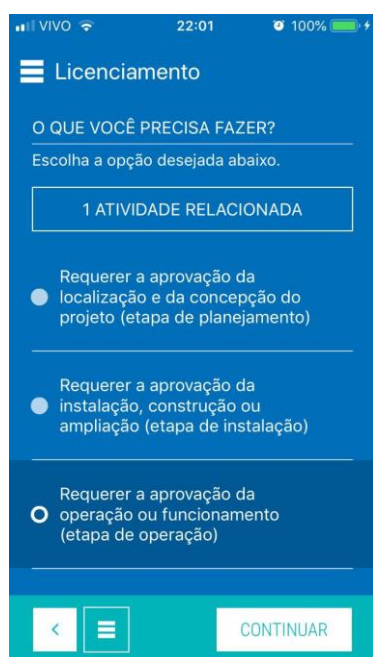 VIVO 22:01 100%
Licenciamento
O QUE VOCÊ PRECISA FAZER?
Escolha a opção desejada abaixo.
1 ATIVIDADE RELACIONADA
Requerer a aprovação da
localização e da concepção do
projeto (etapa de planejamento)
Requerer a aprovação da
instalação, construção ou
ampliação (etapa de instalação)
Requerer a aprovação da
operação ou funcionamento
(etapa de operação)
CONTINUAR